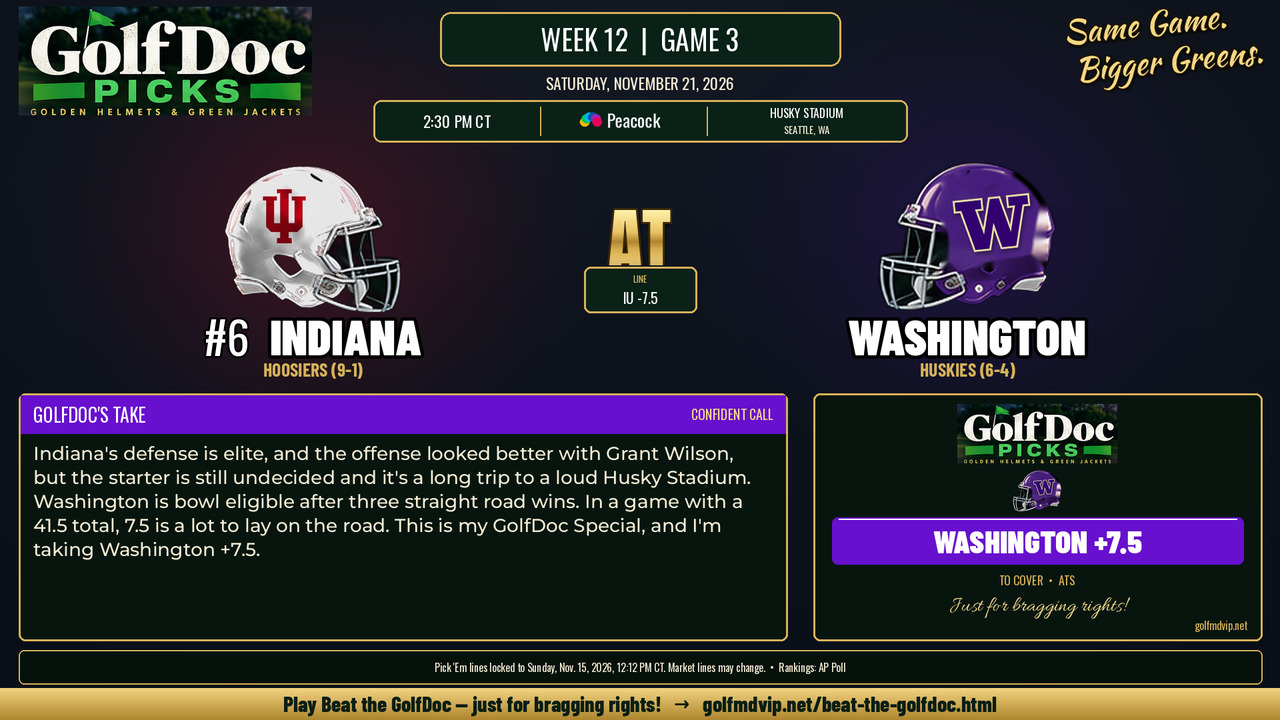 GolfDoc
PICKS
GOLDEN HELMETS & GREEN JACKETS
WEEK 12 | GAME 3
SATURDAY, NOVEMBER 21, 2026
2:30 PM CT
Peacock
HUSKY STADIUM
SEATTLE, WA
Same Game.
Bigger Greens.
AT
LINE
IU -7.5
#6 INDIANA
HOOSIERS (9-1)
W
WASHINGTON
HUSKIES (6-4)
GOLFDOC'S TAKE
CONFIDENT CALL
Indiana's defense is elite, and the offense looked better with Grant Wilson,
but the starter is still undecided and it's a long trip to a loud Husky Stadium.
Washington is bowl eligible after three straight road wins. In a game with a
41.5 total, 7.5 is a lot to lay on the road. This is my GolfDoc Special, and I'm
taking Washington +7.5.
GolfDoc
PICKS
GOLDEN HELMETS & GREEN JACKETS
W
WASHINGTON +7.5
TO COVER • ATS
Just for bragging rights!
golfmdvip.net
Pick 'Em lines locked to Sunday, Nov. 15, 2026, 12:12 PM CT. Market lines may change. • Rankings: AP Poll
Play Beat the GolfDoc — just for bragging rights! → golfmdvip.net/beat-the-golfdoc.html